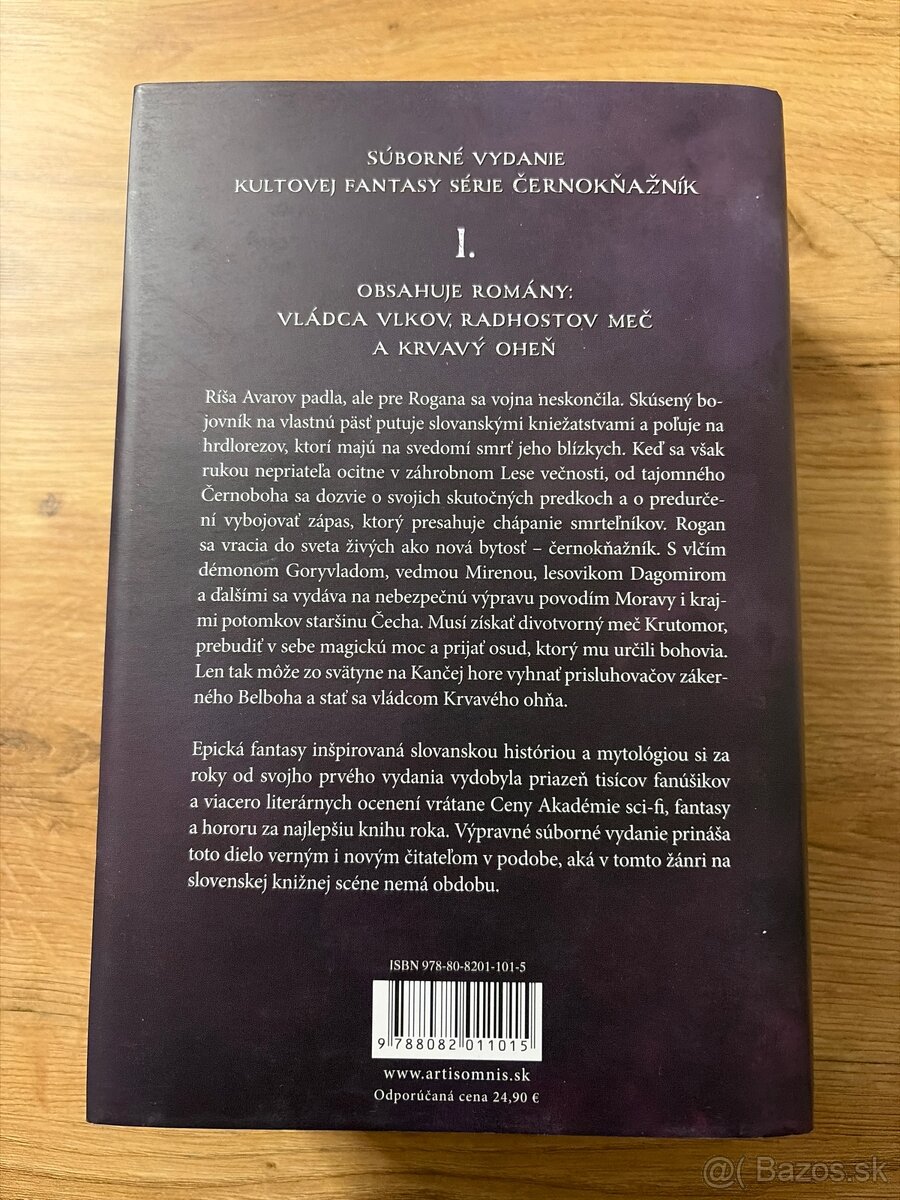 SÚBORNÉ VYDANIE
KULTOVEJ FANTASY SÉRIE ČERNOKŇAŽNÍK
I.
OBSAHUJE ROMÁNY:
VLÁDCA VLKOV, RADHOSTOV MEČ
A KRVAVÝ OHEŇ
Ríša Avarov padla, ale pre Rogana sa vojna neskončila. Skúsený bo-
jovník na vlastnú päsť putuje slovanskými kniežatstvami a poľuje na
hrdlorezov, ktorí majú na svedomí smrť jeho blízkych. Keď sa však
rukou nepriateľa ocitne v záhrobnom Lese večnosti, od tajomného
Černoboha sa dozvie o svojich skutočných predkoch a o predurče-
ní vybojovať zápas, ktorý presahuje chápanie smrteľníkov. Rogan
sa vracia do sveta živých ako nová bytosť – černokňažník. S vlčím
démonom Goryvladom, vedmou Mirenou, lesovikom Dagomirom
a ďalšími sa vydáva na nebezpečnú výpravu povodím Moravy i kraj-
mi potomkov staršinu Čecha. Musí získať divotvorný meč Krutomor,
prebudiť v sebe magickú moc a prijať osud, ktorý mu určili bohovia.
Len tak môže zo svätyne na Kančej hore vyhnať prisluhovačov záker-
ného Belboha a stať sa vládcom Krvavého ohňa.
Epická fantasy inšpirovaná slovanskou históriou a mytológiou si za
roky od svojho prvého vydania vydobyla priazeň tisícov fanúšikov
a viacero literárnych ocenení vrátane Ceny Akadémie sci-fi, fantasy
a hororu za najlepšiu knihu roka. Výpravné súborné vydanie prináša
toto dielo verným i novým čitateľom v podobe, aká v tomto žánri na
slovenskej knižnej scéne nemá obdobu.
ISBN 978-80-8201-101-5
9 788082 011015
www.artisomnis.sk
Odporúčaná cena 24,90 €
@( Bazos.sk